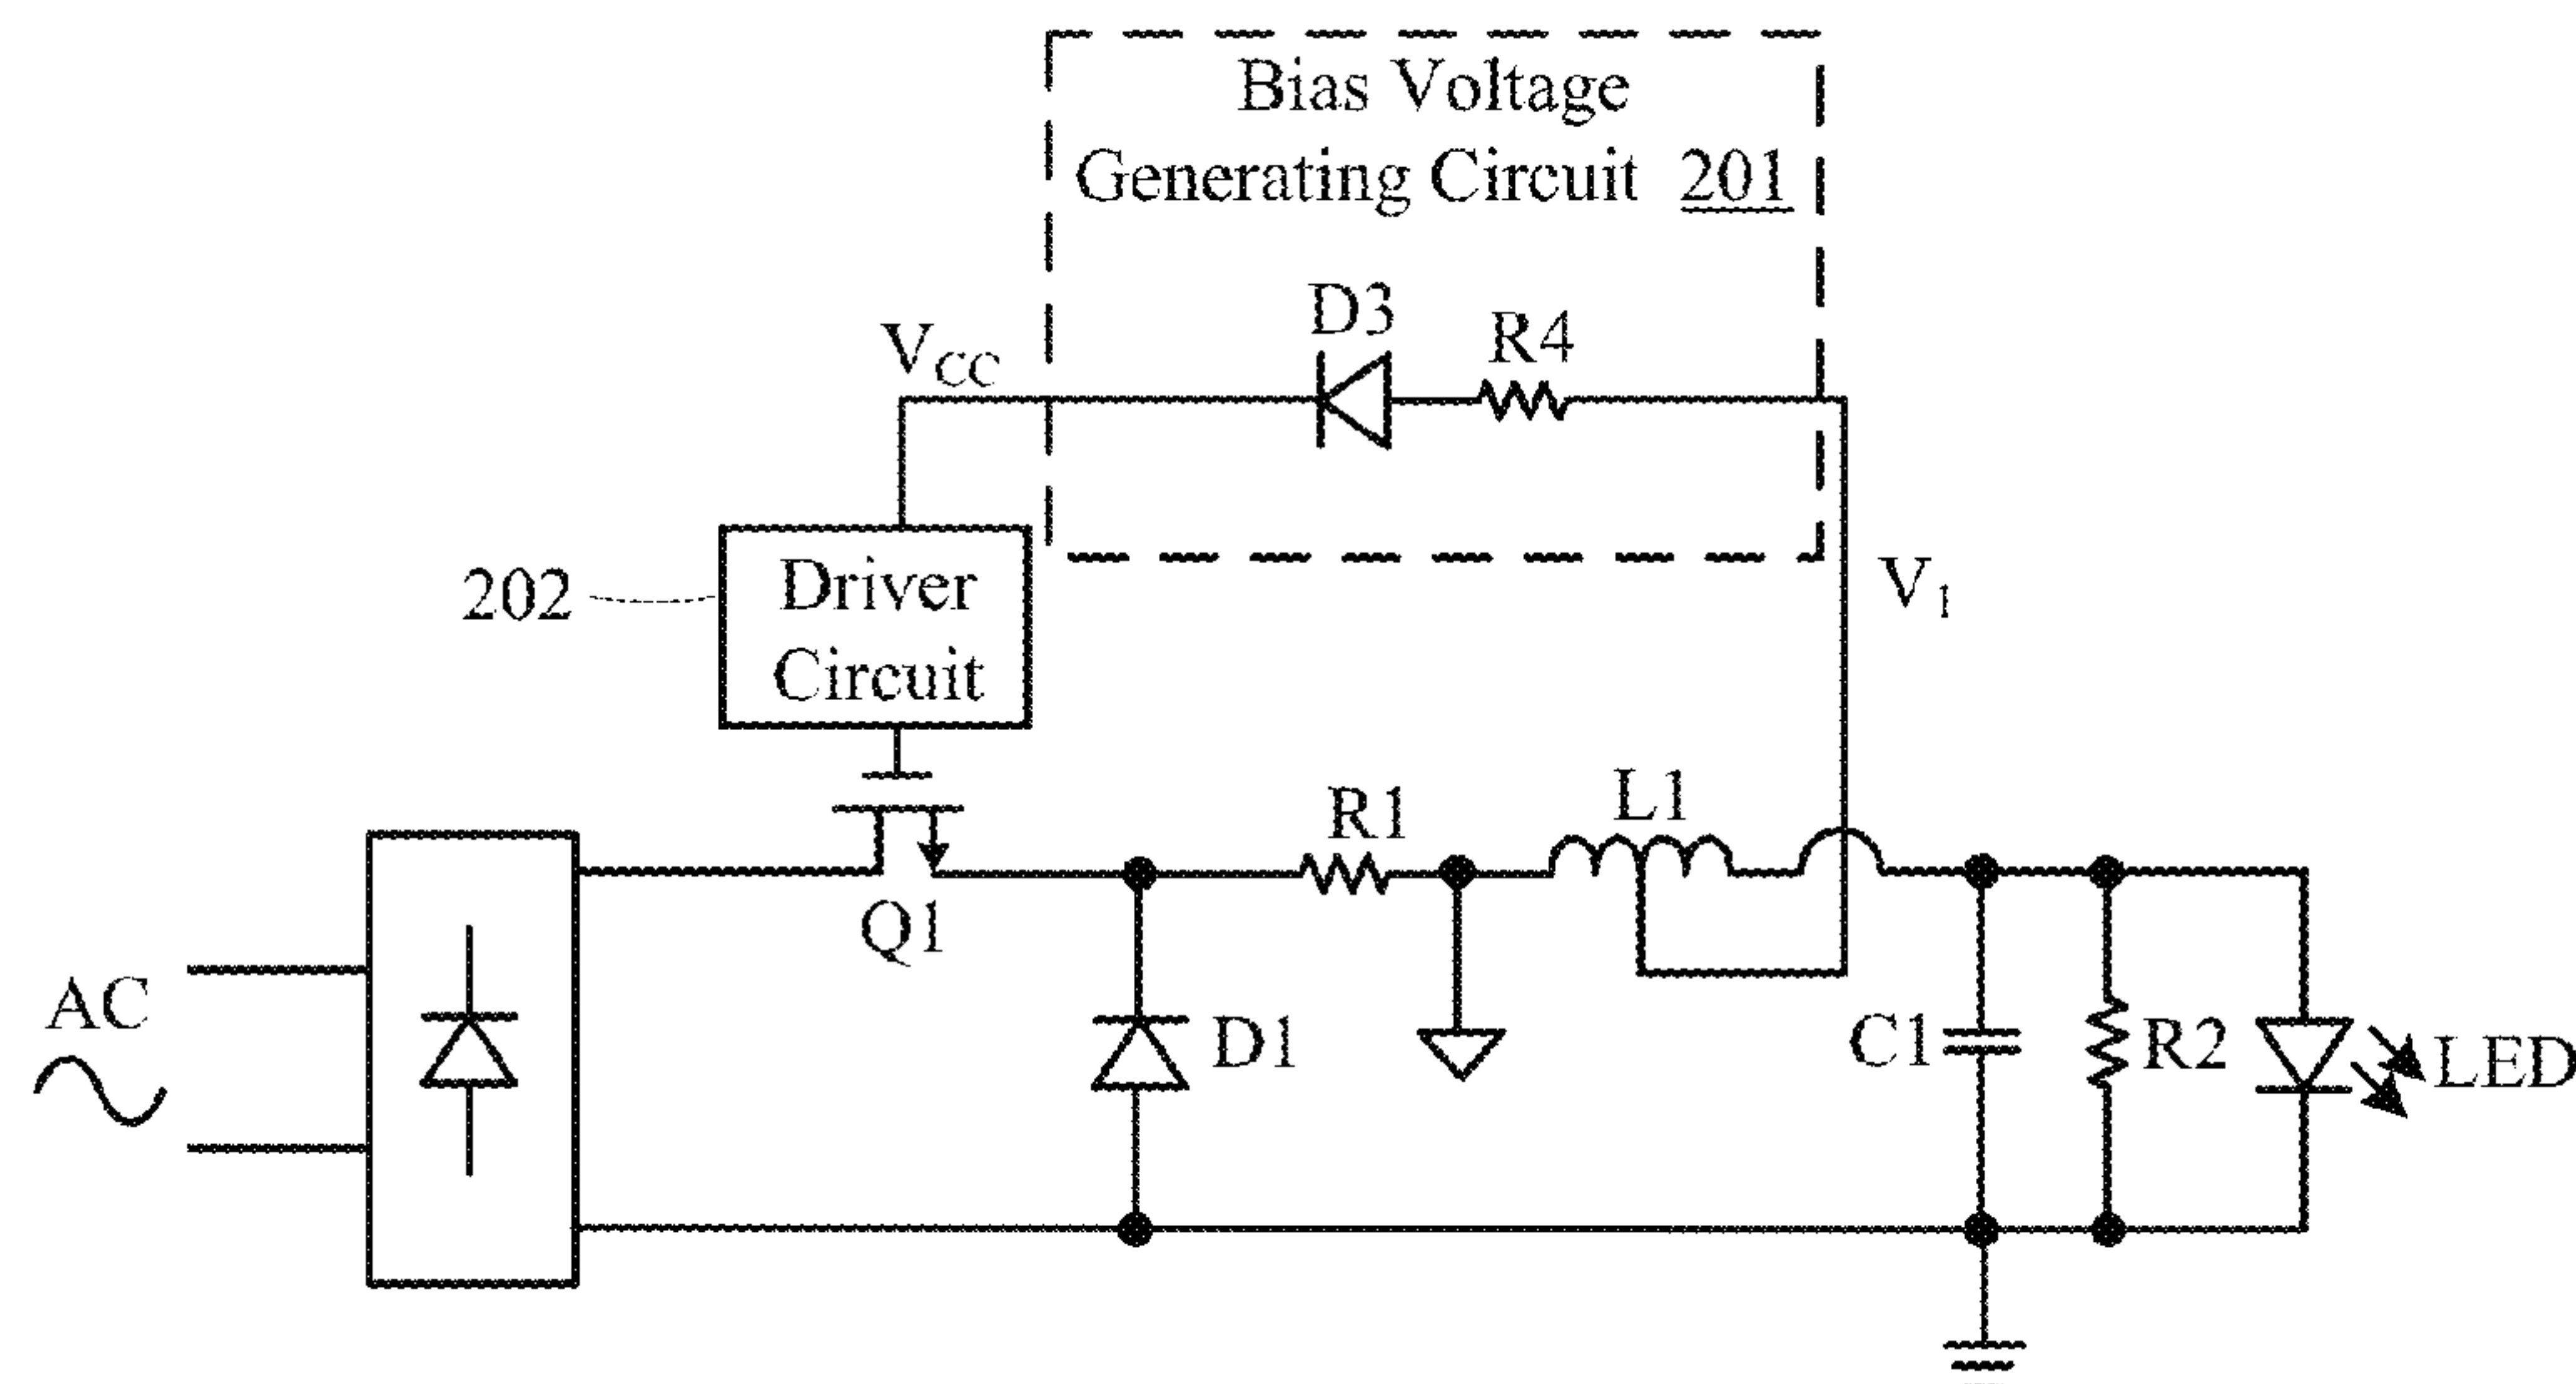 Bias Voltage
Generating Circuit 201
D3
R4
VCC
202
Driver
Circuit
V1
R1
L1
Q1
AC
D1
C1
R2
LED